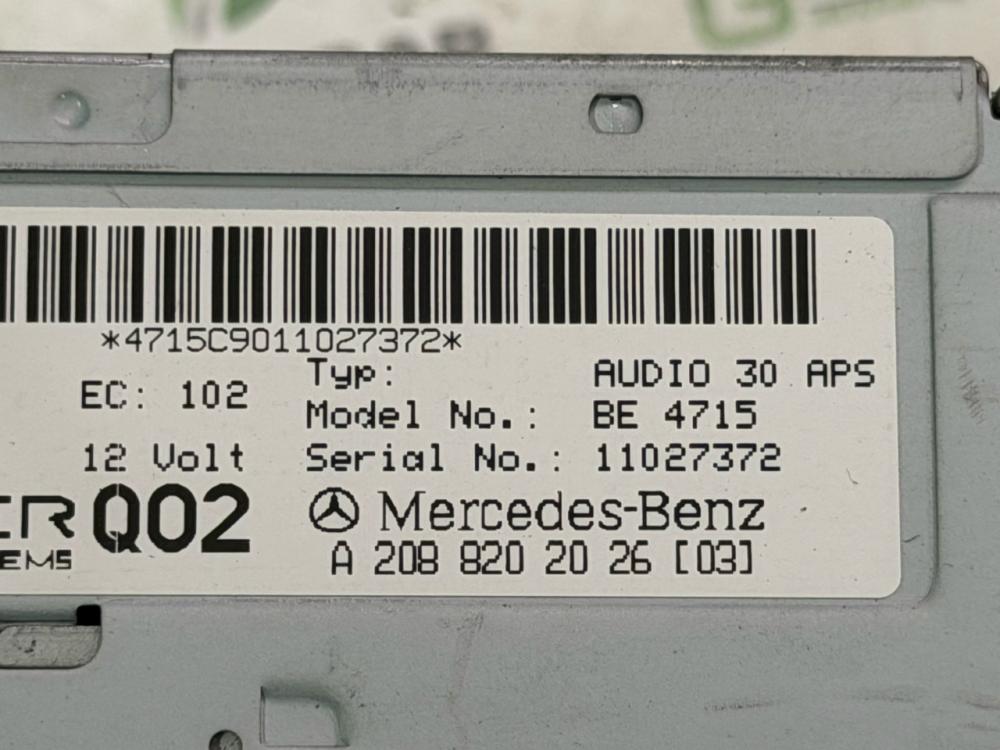 *4715C9011027372*
Typ: AUDIO 30 APS
EC: 102
Model No.: BE 4715
12 Volt
Serial No.: 11027372
Q02
Mercedes-Benz
EMS
A 208 820 20 26 [03]